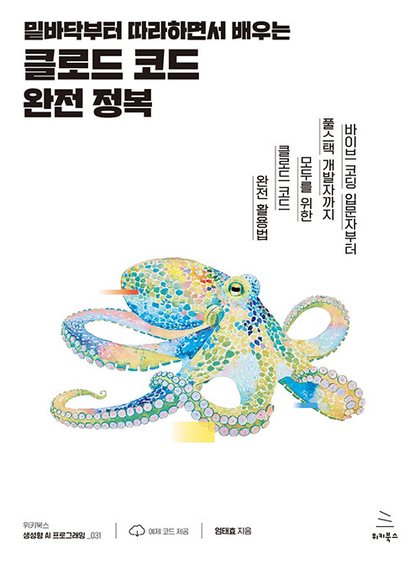 밑바닥부터 따라하면서 배우는
클로드 코드
완전 정복
바이브 코딩 입문자부터
풀스택 개발자까지
모두를 위한
클로드 코드
완전 활용법
위키북스
생성형 AI 프로그래밍 _031
예제 코드 제공
엄태효 지음
위키북스